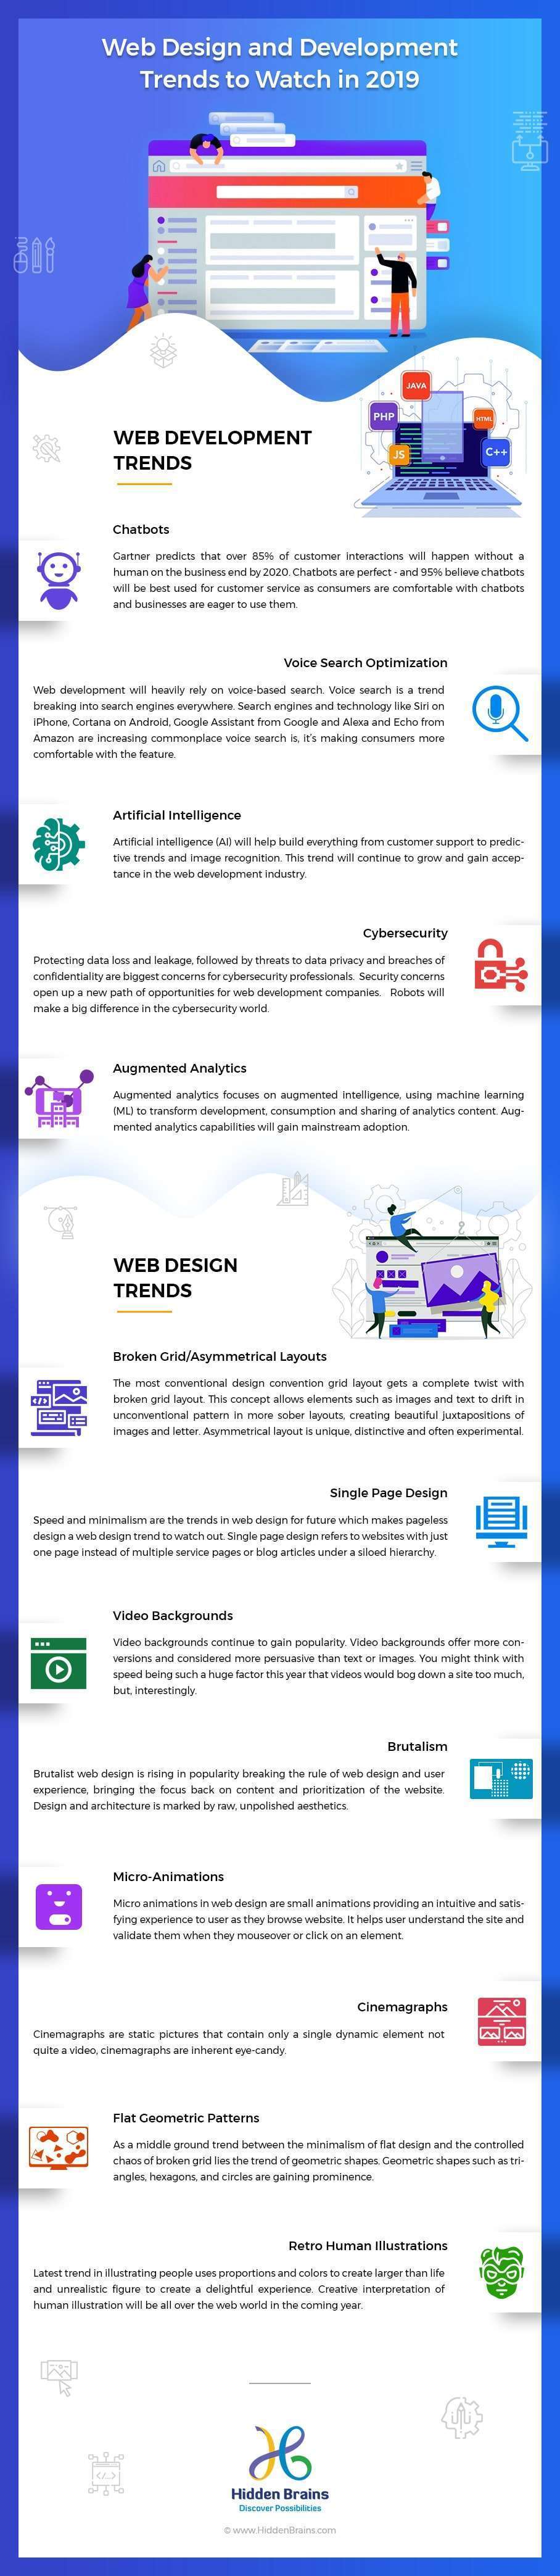 Web Design and Development
Trends to Watch in 2019
JAVA
PHP
HTML
JS
C++
WEB DEVELOPMENT
TRENDS
Chatbots
Gartner predicts that over 85% of customer interactions will happen without a
human on the business end by 2020. Chatbots are perfect - and 95% believe chatbots
will be best used for customer service as consumers are comfortable with chatbots
and businesses are eager to use them.
Voice Search Optimization
Web development will heavily rely on voice-based search. Voice search is a trend
breaking into search engines everywhere. Search engines and technology like Siri on
iPhone, Cortana on Android, Google Assistant from Google and Alexa and Echo from
Amazon are increasing commonplace voice search is, it's making consumers more
comfortable with the feature.
Artificial Intelligence
Artificial intelligence (AI) will help build everything from customer support to predic-
tive trends and image recognition. This trend will continue to grow and gain accep-
tance in the web development industry.
Cybersecurity
Protecting data loss and leakage, followed by threats to data privacy and breaches of
confidentiality are biggest concerns for cybersecurity professionals. Security concerns
open up a new path of opportunities for web development companies. Robots will
make a big difference in the cybersecurity world.
Augmented Analytics
Augmented analytics focuses on augmented intelligence, using machine learning
(ML) to transform development, consumption and sharing of analytics content. Aug-
mented analytics capabilities will gain mainstream adoption.
WEB DESIGN
TRENDS
Broken Grid/Asymmetrical Layouts
The most conventional design convention grid layout gets a complete twist with
broken grid layout. This concept allows elements such as images and text to drift in
unconventional pattern in more sober layouts, creating beautiful juxtapositions of
images and letter. Asymmetrical layout is unique, distinctive and often experimental.
Single Page Design
Speed and minimalism are the trends in web design for future which makes pageless
design a web design trend to watch out. Single page design refers to websites with just
one page instead of multiple service pages or blog articles under a siloed hierarchy.
</>
Video Backgrounds
Video backgrounds continue to gain popularity. Video backgrounds offer more con-
versions and considered more persuasive than text or images. You might think with
speed being such a huge factor this year that videos would bog down a site too much,
but, interestingly.
Brutalism
Brutalist web design is rising in popularity breaking the rule of web design and user
experience, bringing the focus back on content and prioritization of the website.
Design and architecture is marked by raw, unpolished aesthetics.
Micro-Animations
Micro animations in web design are small animations providing an intuitive and satis-
fying experience to user as they browse website. It helps user understand the site and
validate them when they mouseover or click on an element.
Cinemagraphs
Cinemagraphs are static pictures that contain only a single dynamic element not
quite a video, cinemagraphs are inherent eye-candy.
Flat Geometric Patterns
As a middle ground trend between the minimalism of flat design and the controlled
chaos of broken grid lies the trend of geometric shapes. Geometric shapes such as tri-
angles, hexagons, and circles are gaining prominence.
Retro Human Illustrations
Latest trend in illustrating people uses proportions and colors to create larger than life
and unrealistic figure to create a delightful experience. Creative interpretation of
human illustration will be all over the web world in the coming year.
</>
Hidden Brains
Discover Possibilities
© www.HiddenBrains.com